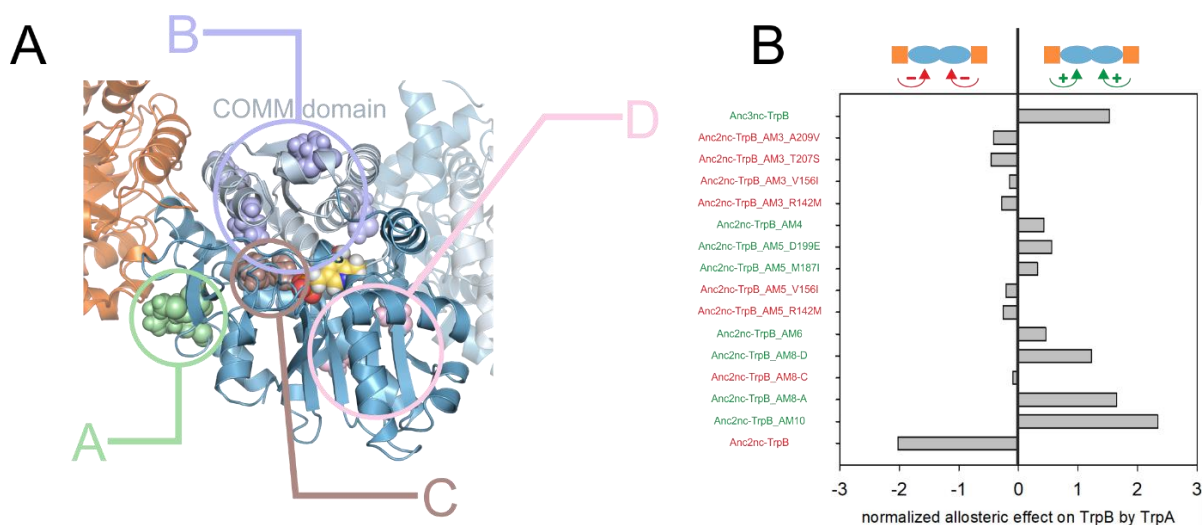 A
B
COMM domain
D
A
C
B
- -
+ +
Anc3nc-TrpB
Anc2nc-TrpB_AM3_A209V
Anc2nc-TrpB_AM3_T207S
Anc2nc-TrpB_AM3_V156I
Anc2nc-TrpB_AM3_R142M
Anc2nc-TrpB_AM4
Anc2nc-TrpB_AM5_D199E
Anc2nc-TrpB_AM5_M187I
Anc2nc-TrpB_AM5_V156I
Anc2nc-TrpB_AM5_R142M
Anc2nc-TrpB_AM6
Anc2nc-TrpB_AM8-D
Anc2nc-TrpB_AM8-C
Anc2nc-TrpB_AM8-A
Anc2nc-TrpB_AM10
Anc2nc-TrpB
-3 -2 -1 0 1 2 3
normalized allosteric effect on TrpB by TrpA